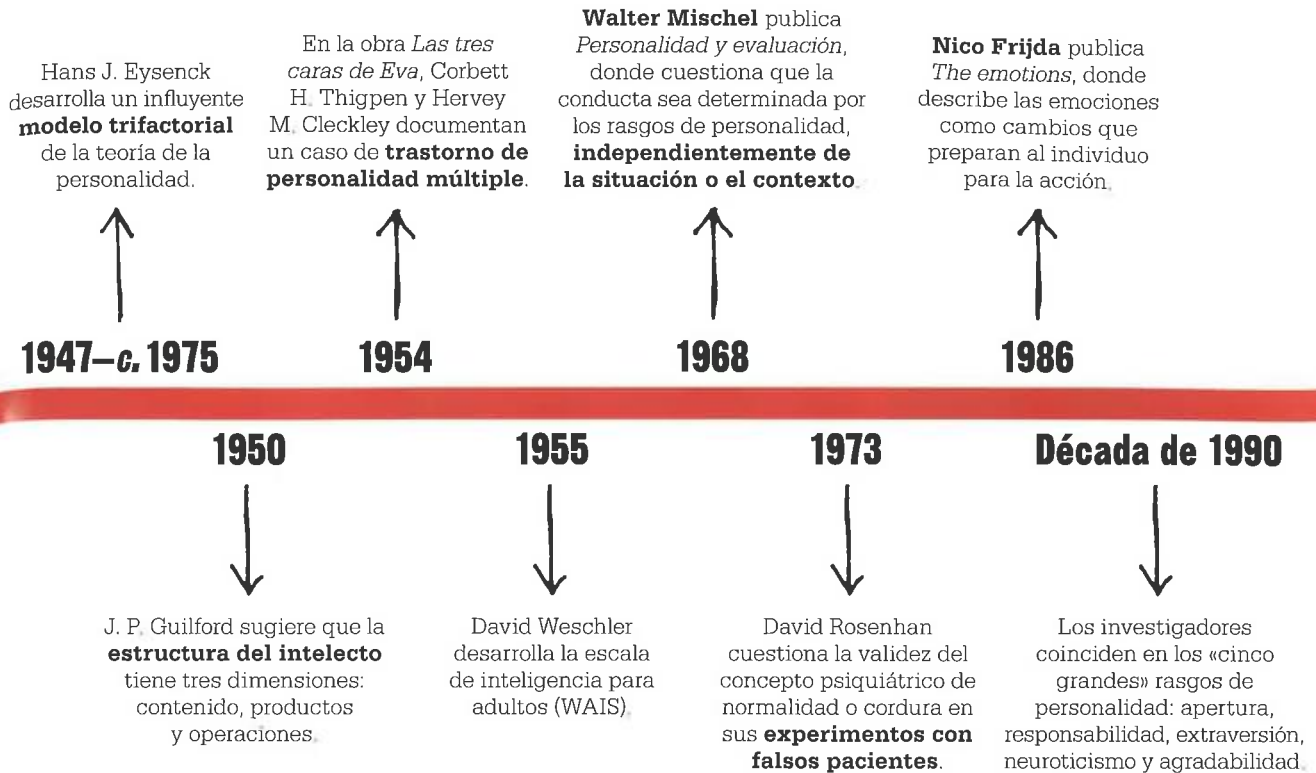 Hans J. Eysenck
desarrolla un influyente
modelo trifactorial
de la teoría de la
personalidad.
En la obra Las tres
caras de Eva, Corbett
H. Thigpen y Hervey
M. Cleckley documentan
un caso de trastorno de
personalidad múltiple.
Walter Mischel publica
Personalidad y evaluación,
donde cuestiona que la
conducta sea determinada por
los rasgos de personalidad,
independientemente de
la situación o el contexto.
Nico Frijda publica
The emotions, donde
describe las emociones
como cambios que
preparan al individuo
para la acción.
1947–c. 1975
1954
1968
1986
1950
1955
1973
Década de 1990
J. P. Guilford sugiere que la
estructura del intelecto
tiene tres dimensiones:
contenido, productos
y operaciones.
David Weschler
desarrolla la escala
de inteligencia para
adultos (WAIS).
David Rosenhan
cuestiona la validez del
concepto psiquiátrico de
normalidad o cordura en
sus experimentos con
falsos pacientes.
Los investigadores
coinciden en los «cinco
grandes» rasgos de
personalidad: apertura,
responsabilidad, extraversión,
neuroticismo y agradabilidad.